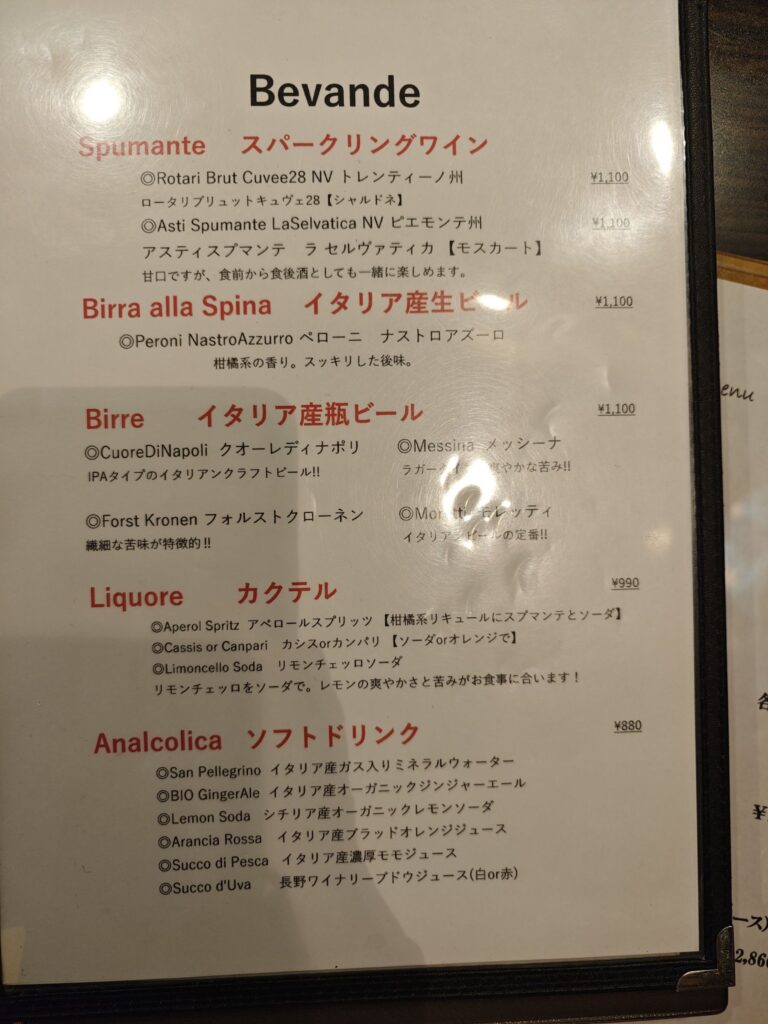 Bevande
Spumante スパークリングワイン
◎Rotari Brut Cuvee28 NV トレンティーノ州 ¥1,100
ロータリブリュットキュヴェ28【シャルドネ】
◎Asti Spumante LaSelvatica NV ピエモンテ州 ¥1,100
アスティスプマンテ ラ セルヴァティカ 【モスカート】
甘口ですが、食前から食後酒としても一緒に楽しめます。
Birra alla Spina イタリア産生ビール ¥1,100
◎Peroni NastroAzzurro ペローニ ナストロアズーロ
柑橘系の香り。スッキリした後味。
Birre イタリア産瓶ビール ¥1,100
◎CuoreDiNapoli クオーレディナポリ ◎Messina メッシーナ
IPAタイプのイタリアンクラフトビール!! ラガー 爽やかな苦み!!
◎Forst Kronen フォルストクローネン ◎Moretti モレッティ
繊細な苦味が特徴的!! イタリアンビールの定番!!
Liquore カクテル ¥990
◎Aperol Spritz アペロールスプリッツ 【柑橘系リキュールにスプマンテとソーダ】
◎Cassis or Canpari カシスorカンパリ 【ソーダorオレンジで】
◎Limoncello Soda リモンチェッロソーダ
リモンチェッロをソーダで。レモンの爽やかさと苦みがお食事に合います！
Analcolica ソフトドリンク ¥880
◎San Pellegrino イタリア産ガス入りミネラルウォーター
◎BIO GingerAle イタリア産オーガニックジンジャーエール
◎Lemon Soda シチリア産オーガニックレモンソーダ
◎Arancia Rossa イタリア産ブラッドオレンジジュース
◎Succo di Pesca イタリア産濃厚モモジュース
◎Succo d'Uva 長野ワイナリーブドウジュース(白or赤)
enu
各
¥
ース)
2,86